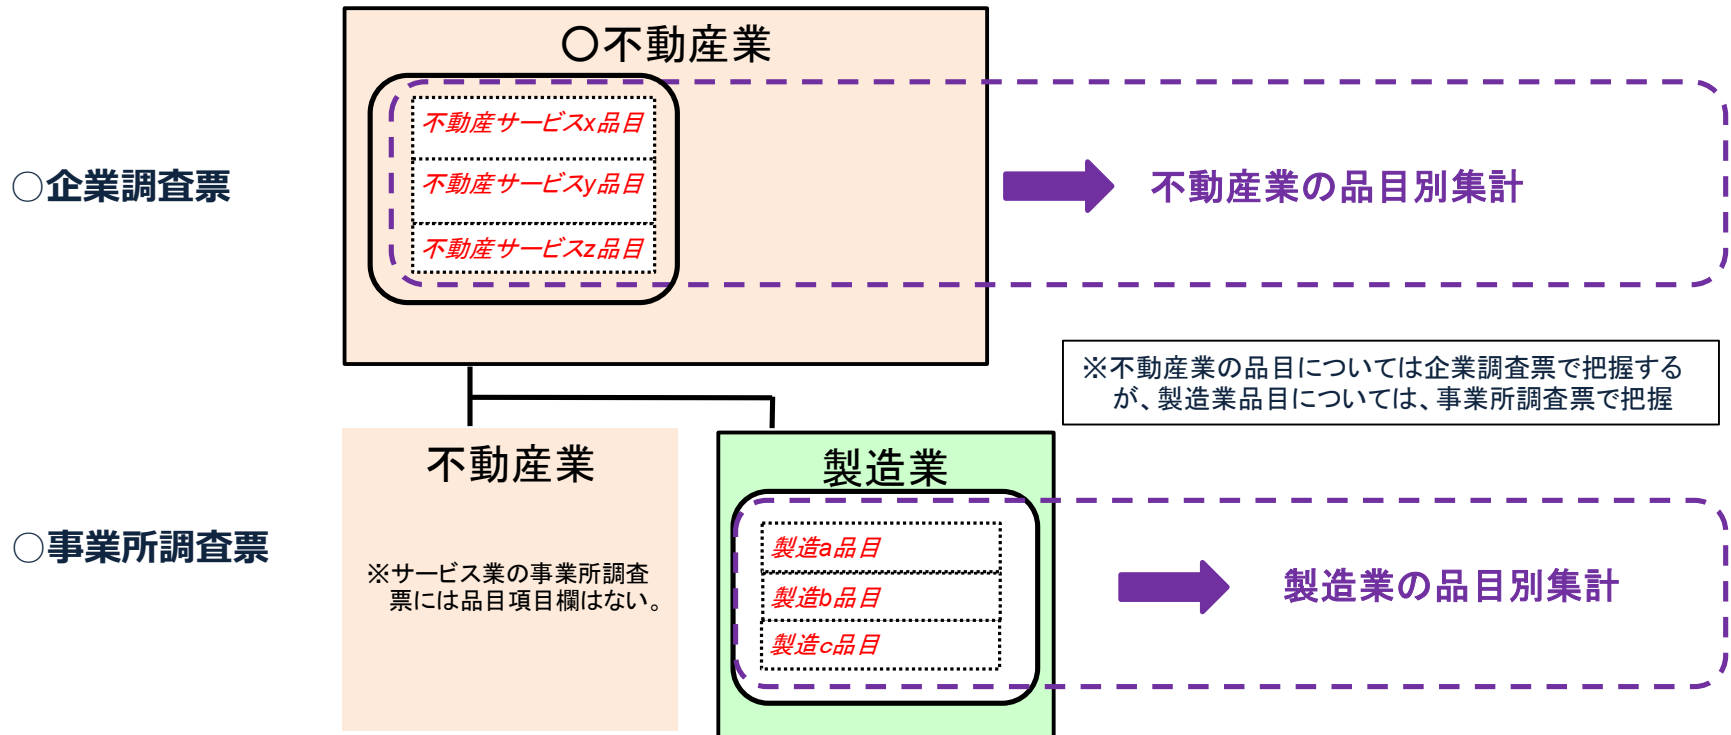 〇不動産業
不動産サービスx品目
不動産サービスy品目
不動産サービスz品目
○企業調査票
不動産業の品目別集計
※不動産業の品目については企業調査票で把握する
が、製造業品目については、事業所調査票で把握
不動産業
製造業
○事業所調査票
※サービス業の事業所調査
票には品目項目欄はない。
製造a品目
製造b品目
製造c品目
製造業の品目別集計